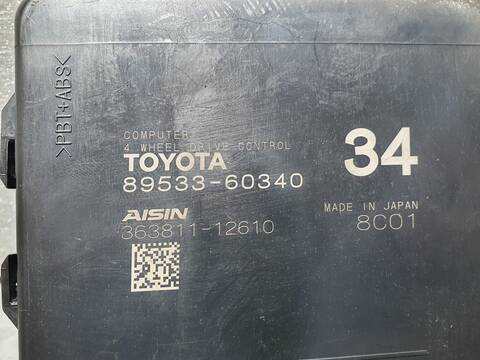 >PBT+ABS<
COMPUTER
4 WHEEL DRIVE CONTROL
TOYOTA
34
89533-60340
AISIN
MADE IN JAPAN
363811-12610
8C01